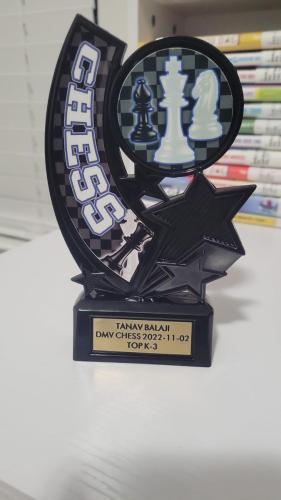 CHESS
TANAV BALAJI
DMV CHESS 2022-11-02
TOP K-3